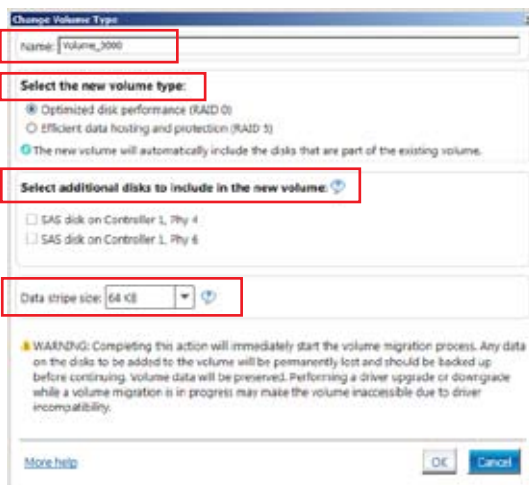 Change Volume Type
Name: Volume_0000
Select the new volume type:
Optimized disk performance (RAID 0)
Efficient data hosting and protection (RAID 5)
The new volume will automatically include the disks that are part of the existing volume.
Select additional disks to include in the new volume:
SAS disk on Controller 1, Phy 4
SAS disk on Controller 1, Phy 6
Data stripe size: 64 KB
WARNING: Completing this action will immediately start the volume migration process. Any data
on the disks to be added to the volume will be permanently lost and should be backed up
before continuing. Volume data will be preserved. Performing a driver upgrade or downgrade
while a volume migration is in progress may make the volume inaccessible due to driver
incompatibility.
More help
OK
Cancel